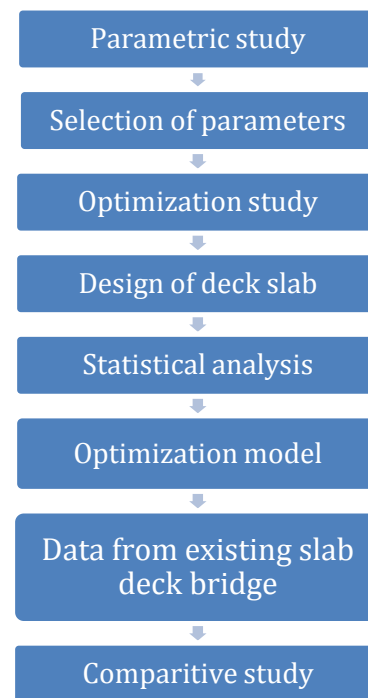 Parametric study
Selection of parameters
Optimization study
Design of deck slab
Statistical analysis
Optimization model
Data from existing slab
deck bridge
Comparitive study